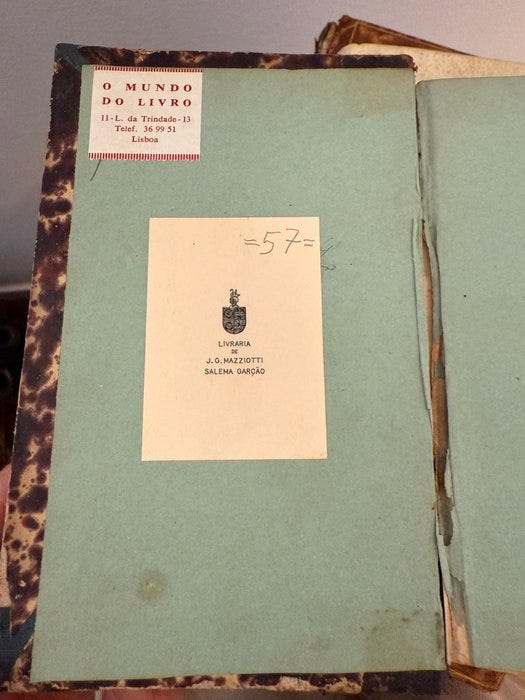 O MUNDO
DO LIVRO
11-L. da Trindade-13
Telef. 36 99 51
Lisboa
=57=
LIVRARIA
DE
J.O.MAZZIOTTI
SALEMA GARÇÃO